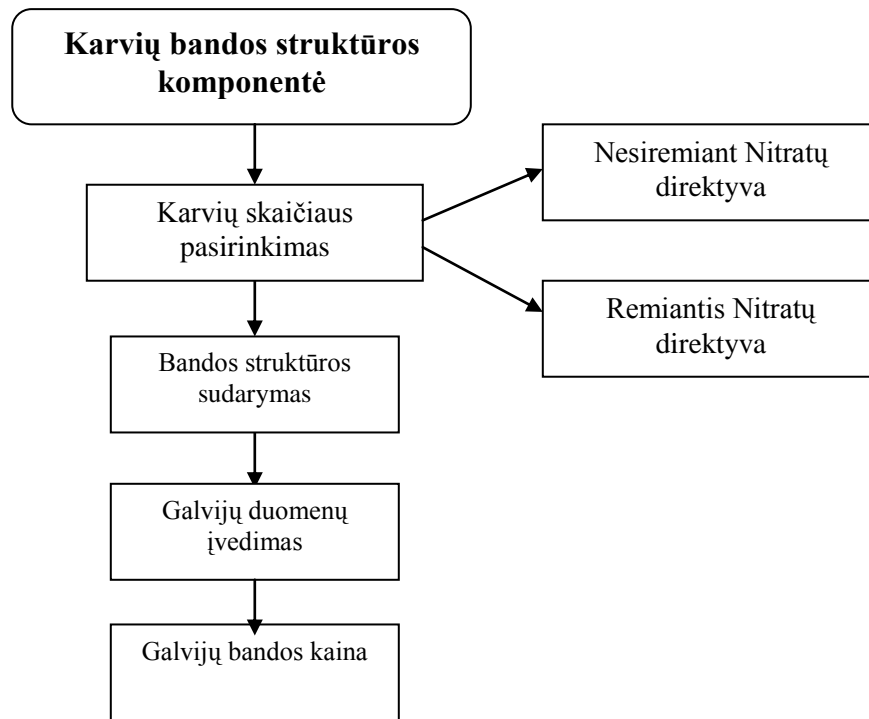 Karvių bandos struktūros
komponentė
Nesiremiant Nitratų
direktyva
Karvių skaičiaus
pasirinkimas
Remiantis Nitratų
direktyva
Bandos struktūros
sudarymas
Galvijų duomenų
įvedimas
Galvijų bandos kaina